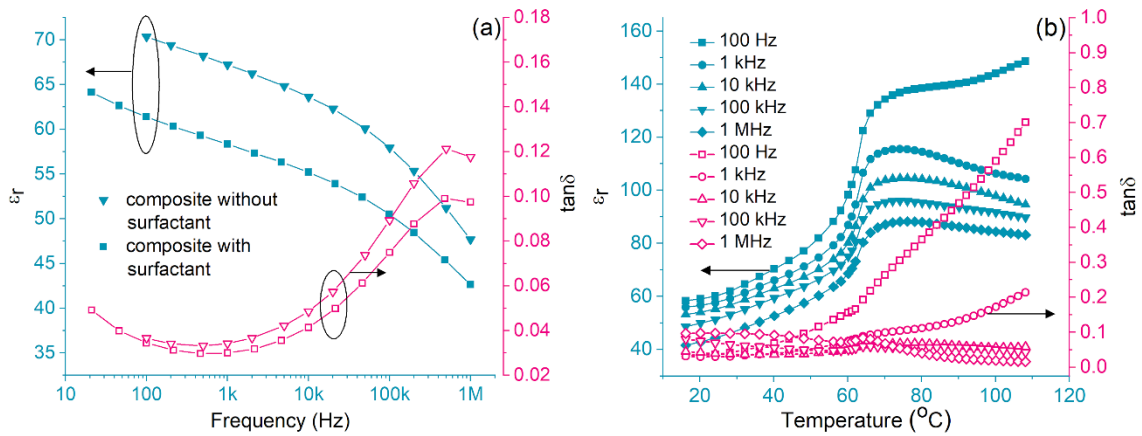 (a)
70
65
60
55
50
45
40
35
εr
0.18
0.16
0.14
0.12
0.10
0.08
0.06
0.04
0.02
tanδ
composite without
surfactant
composite with
surfactant
10
100
1k
10k
100k
1M
Frequency (Hz)
(b)
160
140
120
100
80
60
40
εr
100 Hz
1 kHz
10 kHz
100 kHz
1 MHz
100 Hz
1 kHz
10 kHz
100 kHz
1 MHz
1.0
0.9
0.8
0.7
0.6
0.5
0.4
0.3
0.2
0.1
0.0
tanδ
20
40
60
80
100
120
Temperature (°C)